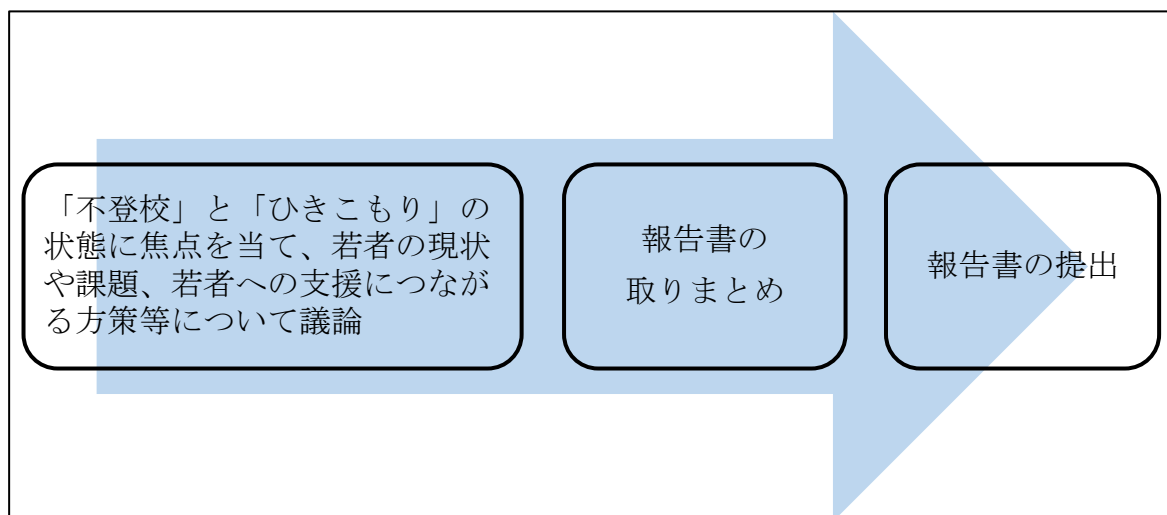 「不登校」と「ひきこもり」の
状態に焦点を当て、若者の現状
や課題、若者への支援につなが
る方策等について議論
報告書の
取りまとめ
報告書の提出